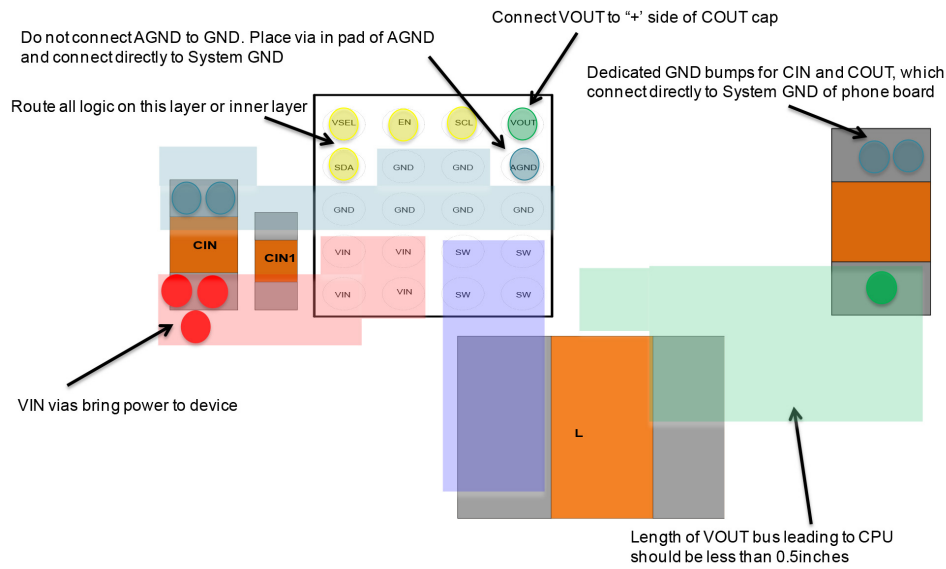 Connect VOUT to “+’ side of COUT cap
Do not connect AGND to GND. Place via in pad of AGND
and connect directly to System GND
Dedicated GND bumps for CIN and COUT, which
connect directly to System GND of phone board
Route all logic on this layer or inner layer
VSEL EN SCL VOUT
SDA GND GND AGND
GND GND GND GND
CIN CIN1
VIN VIN SW SW
VIN VIN SW SW
VIN vias bring power to device
L
Length of VOUT bus leading to CPU
should be less than 0.5inches